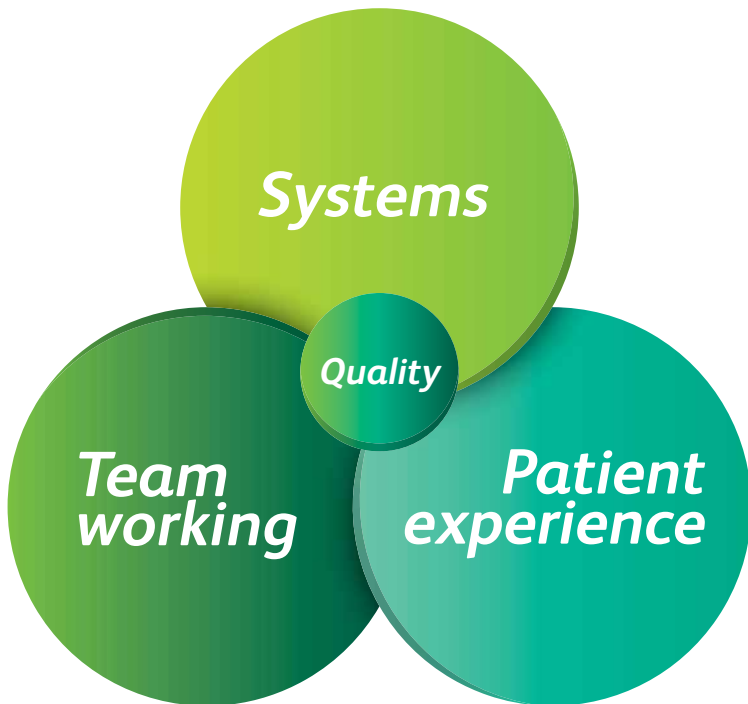 Systems
Quality
Team
working
Patient
experience